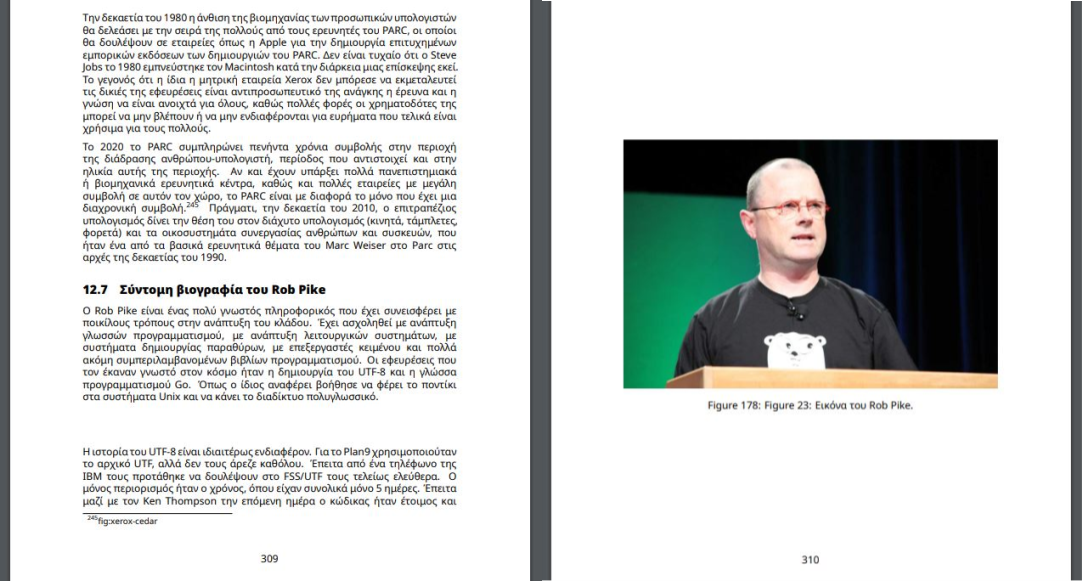 Την δεκαετία του 1980 η άνθιση της βιομηχανίας των προσωπικών υπολογιστών
θα δελεάσει με την σειρά της πολλούς από τους ερευνητές του PARC, οι οποίοι
θα δουλέψουν σε εταιρείες όπως η Apple για την δημιουργία επιτυχημένων
εμπορικών εκδόσεων των δημιουργιών του PARC. Δεν είναι τυχαίο ότι ο Steve
Jobs το 1980 εμπνεύστηκε τον Macintosh κατά την διάρκεια μιας επίσκεψης εκεί.
Το γεγονός ότι η ίδια η μητρική εταιρεία Xerox δεν μπόρεσε να εκμεταλευτεί
τις δικιές της εφευρέσεις είναι αντιπροσωπευτικό της ανάγκης η έρευνα και η
γνώση να είναι ανοιχτά για όλους, καθώς πολλές φορές οι χρηματοδότες της
μπορεί να μην βλέπουν ή να μην ενδιαφέρονται για ευρήματα που τελικά είναι
χρήσιμα για τους πολλούς.
Το 2020 το PARC συμπληρώνει πενήντα χρόνια συμβολής στην περιοχή
της διάδρασης ανθρώπου-υπολογιστή, περίοδος που αντιστοιχεί και στην
ηλικία αυτής της περιοχής. Αν και έχουν υπάρξει πολλά πανεπιστημιακά
ή βιομηχανικά ερευνητικά κέντρα, καθώς και πολλές εταιρείες με μεγάλη
συμβολή σε αυτόν τον χώρο, το PARC είναι με διαφορά το μόνο που έχει μια
διαχρονική συμβολή.245 Πράγματι, την δεκαετία του 2010, ο επιτραπέζιος
υπολογισμός δίνει την θέση του στον διάχυτο υπολογισμός (κινητά, τάμπλετες,
φορετά) και τα οικοσυστήματα συνεργασίας ανθρώπων και συσκευών, που
ήταν ένα από τα βασικά ερευνητικά θέματα του Marc Weiser στο Parc στις
αρχές της δεκαετίας του 1990.
12.7 Σύντομη βιογραφία του Rob Pike
Ο Rob Pike είναι ένας πολύ γνωστός πληροφορικός που έχει συνεισφέρει με
ποικίλους τρόπους στην ανάπτυξη του κλάδου. Έχει ασχοληθεί με ανάπτυξη
γλωσσών προγραμματισμού, με ανάπτυξη λειτουργικών συστημάτων, με
συστήματα δημιουργίας παραθύρων, με επεξεργαστές κειμένου και πολλά
ακόμη συμπεριλαμβανομένων βιβλίων προγραμματισμού. Οι εφευρέσεις που
τον έκαναν γνωστό στον κόσμο ήταν η δημιουργία του UTF-8 και η γλώσσα
προγραμματισμού Go. Όπως ο ίδιος αναφέρει βοήθησε να φέρει το ποντίκι
στα συστήματα Unix και να κάνει το διαδίκτυο πολυγλωσσικό.
Η ιστορία του UTF-8 είναι ιδιαιτέρως ενδιαφέρον. Για το Plan9 χρησιμοποιούταν
το αρχικό UTF, αλλά δεν τους άρεζε καθόλου. Έπειτα από ένα τηλέφωνο της
IBM τους προτάθηκε να δουλέψουν στο FSS/UTF τους τελείως ελεύθερα. Ο
μόνος περιορισμός ήταν ο χρόνος, όπου είχαν συνολικά μόνο 5 ημέρες. Έπειτα
μαζί με τον Ken Thompson την επόμενη ημέρα ο κώδικας ήταν έτοιμος και
245fig:xerox-cedar
309
Figure 178: Figure 23: Εικόνα του Rob Pike.
310